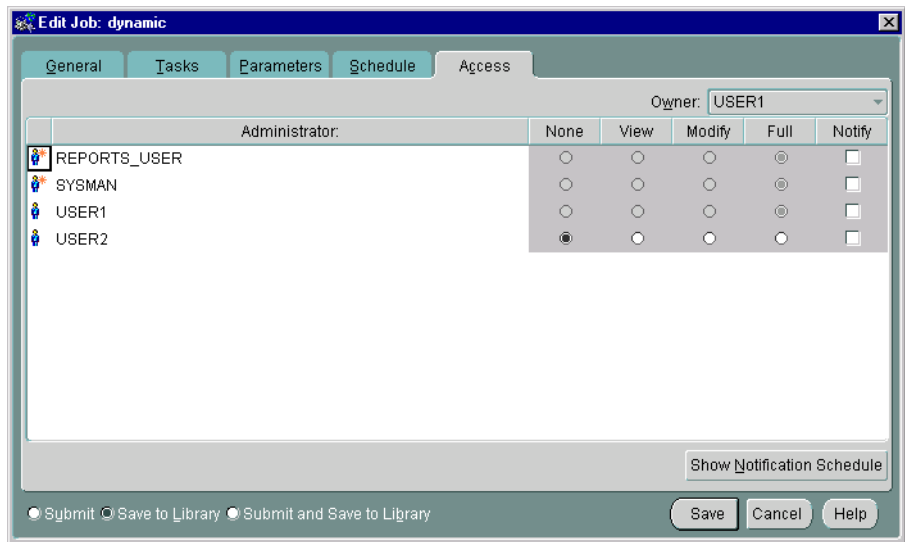 Edit Job: dynamic
General Tasks Parameters Schedule Access
Owner: USER1
Administrator: None View Modify Full Notify
REPORTS_USER
SYSMAN
USER1
USER2
Show Notification Schedule
Submit Save to Library Submit and Save to Library Save Cancel Help